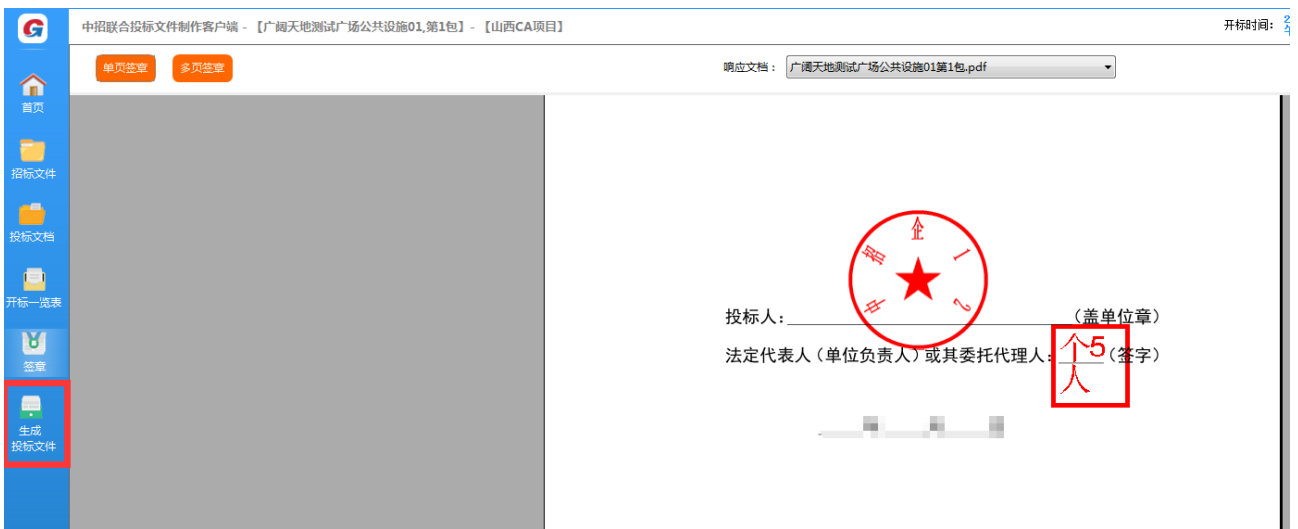 中招联合投标文件制作客户端 - 【广阔天地测试广场公共设施01,第1包】 - 【山西CA项目】
开标时间：
单页签章
多页签章
响应文档：
广阔天地测试广场公共设施01第1包.pdf
首页
招标文件
投标文档
开标一览表
签章
生成
投标文件
中招企12
投标人：（盖单位章）
法定代表人（单位负责人）或其委托代理人：（签字）
个5
人